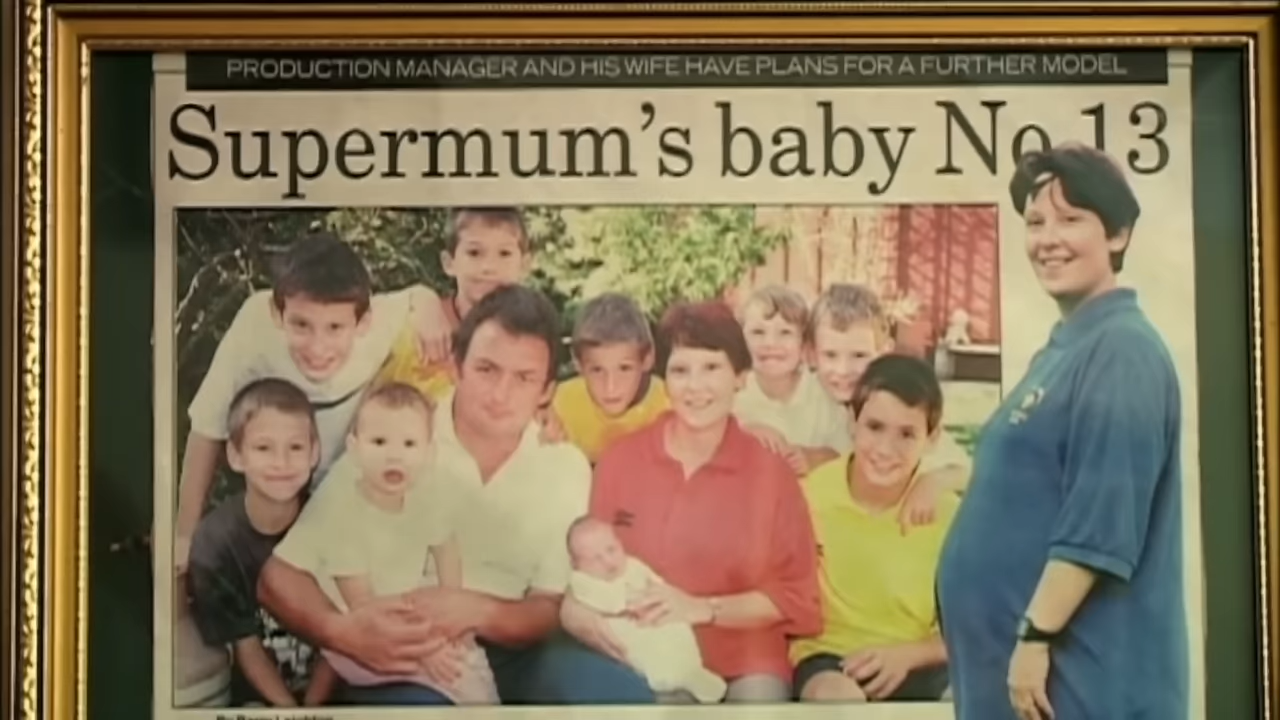 PRODUCTION MANAGER AND HIS WIFE HAVE PLANS FOR A FURTHER MODEL
Supermum's baby No 13